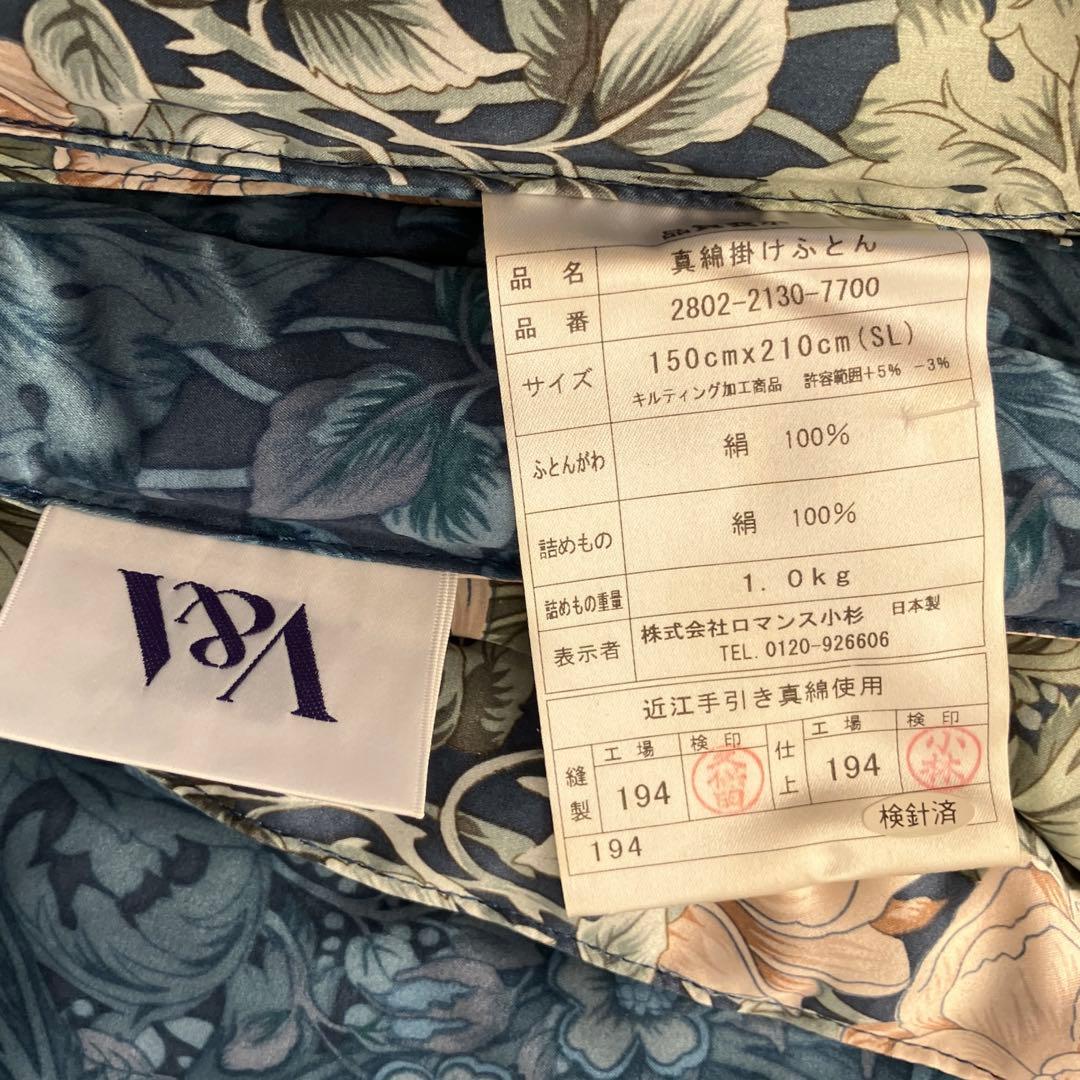 品名 真綿掛けふとん
品番 2802-2130-7700
サイズ 150cmx210cm(SL)
キルティング加工商品 許容範囲+5% -3%
ふとんがわ 絹 100%
詰めもの 絹 100%
詰めもの重量 1.0kg
表示者 株式会社ロマンス小杉 日本製
TEL.0120-926606
近江手引き真綿使用
縫製 工場 検印 仕上 工場 検印
194 194 小林
検針済
194
V&A